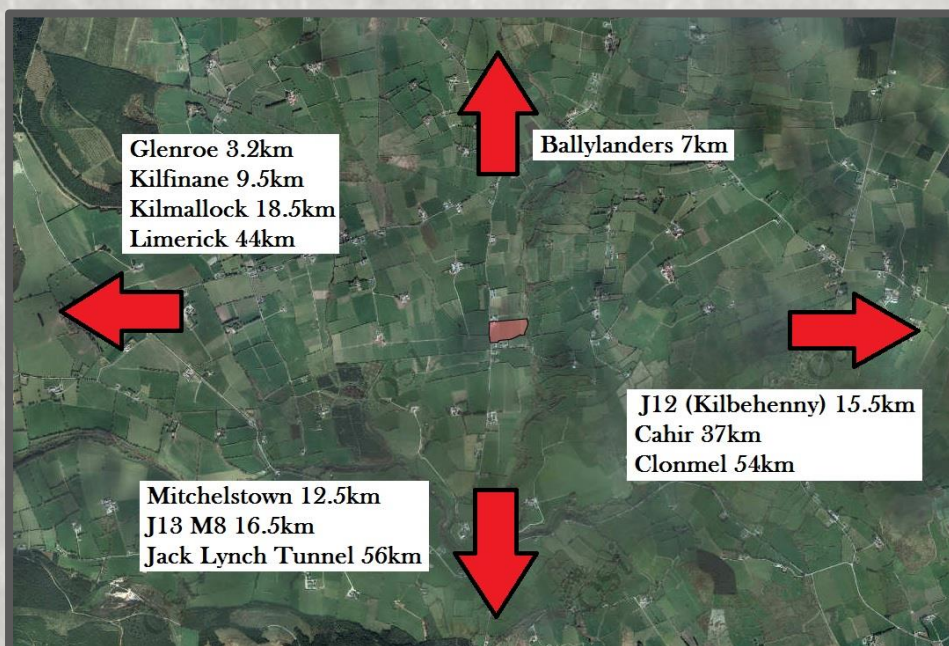 Glenroe 3.2km
Kilfinane 9.5km
Kilmallock 18.5km
Limerick 44km
Ballylanders 7km
J12 (Kilbehenny) 15.5km
Cahir 37km
Clonmel 54km
Mitchelstown 12.5km
J13 M8 16.5km
Jack Lynch Tunnel 56km